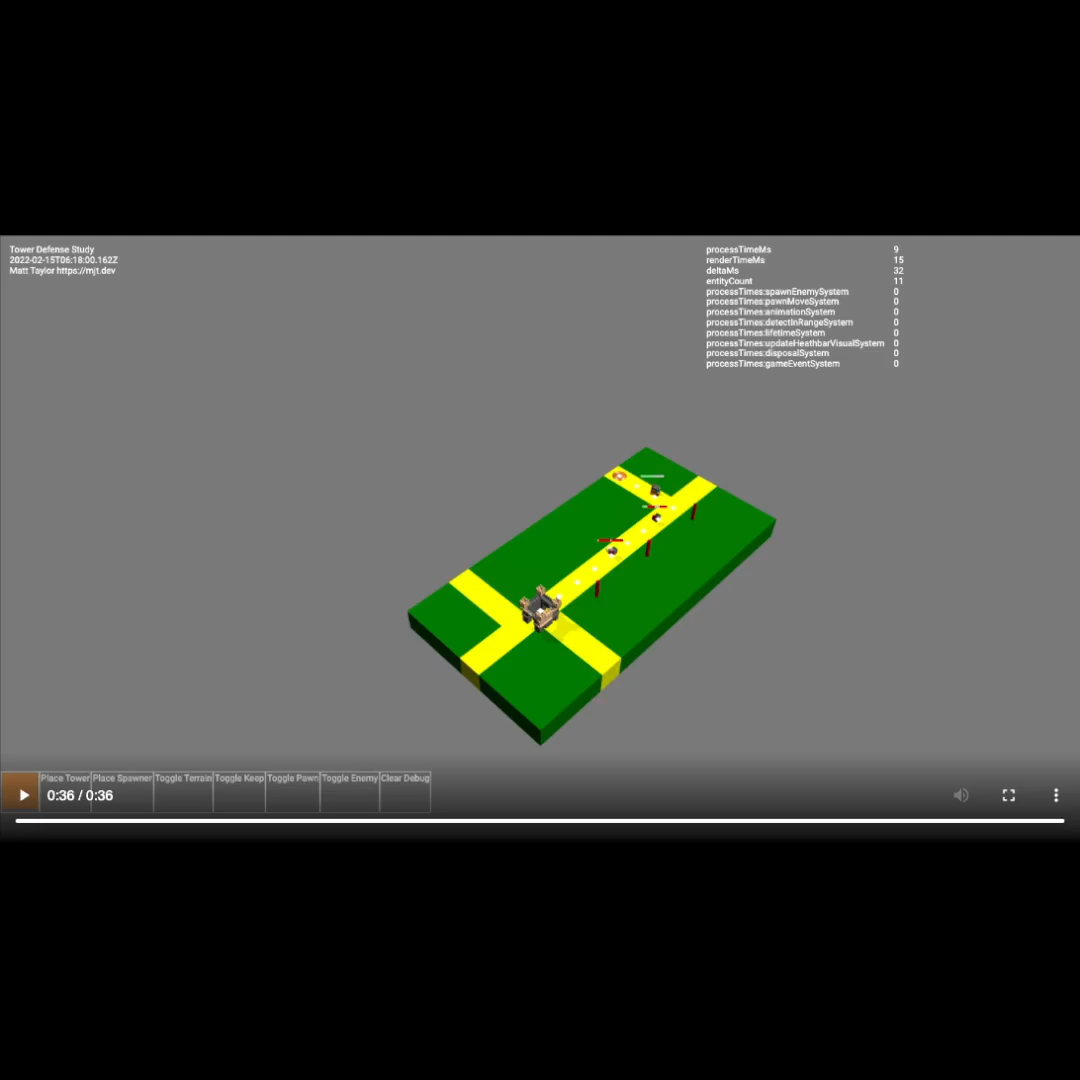 Tower Defense Study
2022-02-15T06:18:00.162Z
Matt Taylor https://mjt.dev
processTimeMs 9
renderTimeMs 15
deltaMs 32
entityCount 11
processTimes:spawnEnemySystem 0
processTimes:pawnMoveSystem 0
processTimes:animationSystem 0
processTimes:detectInRangeSystem 0
processTimes:lifetimeSystem 0
processTimes:updateHeathbarVisualSystem 0
processTimes:disposalSystem 0
processTimes:gameEventSystem 0
Place Tower Place Spawner Toggle Terrain Toggle Keep Toggle Pawn Toggle Enemy Clear Debug
0:36 / 0:36